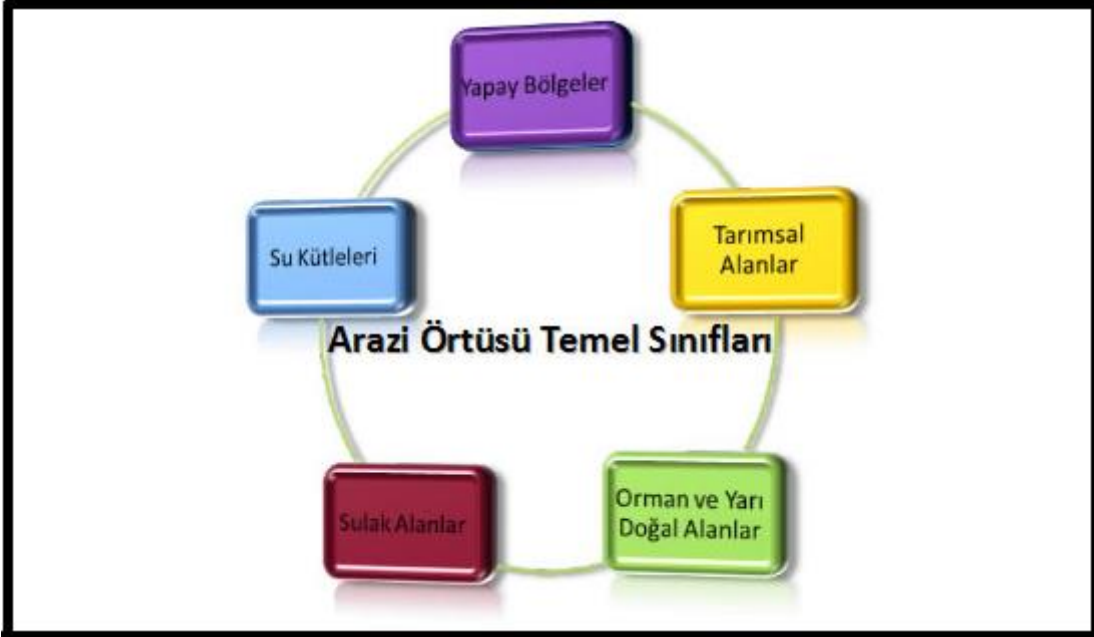 Yapay Bölgeler
Su Kütleleri
Tarımsal
Alanlar
Arazi Örtüsü Temel Sınıfları
Sulak Alanlar
Orman ve Yarı
Doğal Alanlar